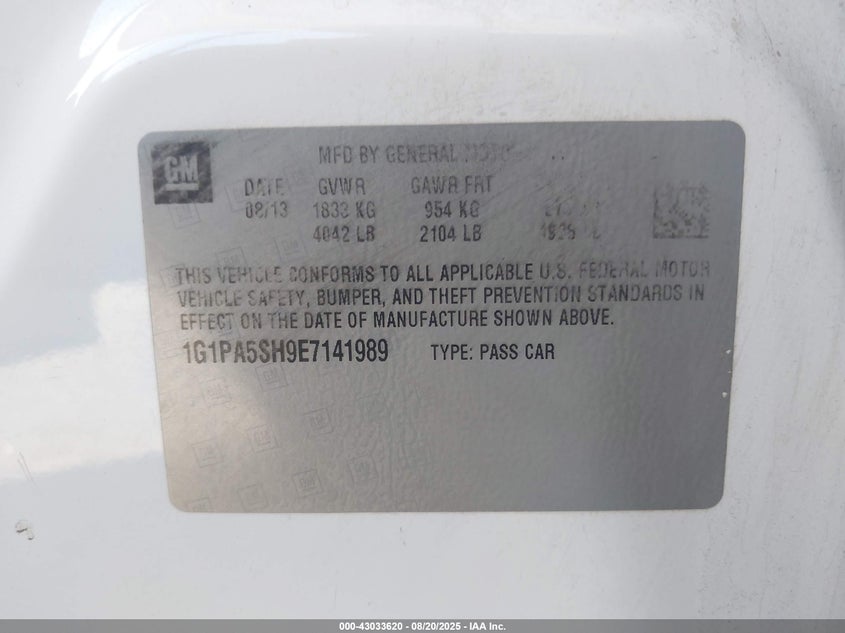 GM
MFD BY GENERAL
DATE GVWR GAWR FRT
08/13 1833 KG 954 KG
4042 LB 2104 LB
THIS VEHICLE CONFORMS TO ALL APPLICABLE U.S. FEDERAL MOTOR
VEHICLE SAFETY, BUMPER, AND THEFT PREVENTION STANDARDS IN
EFFECT ON THE DATE OF MANUFACTURE SHOWN ABOVE.
1G1PA5SH9E7141989 TYPE: PASS CAR
000-43033620 - 08/20/2025 - IAA Inc.